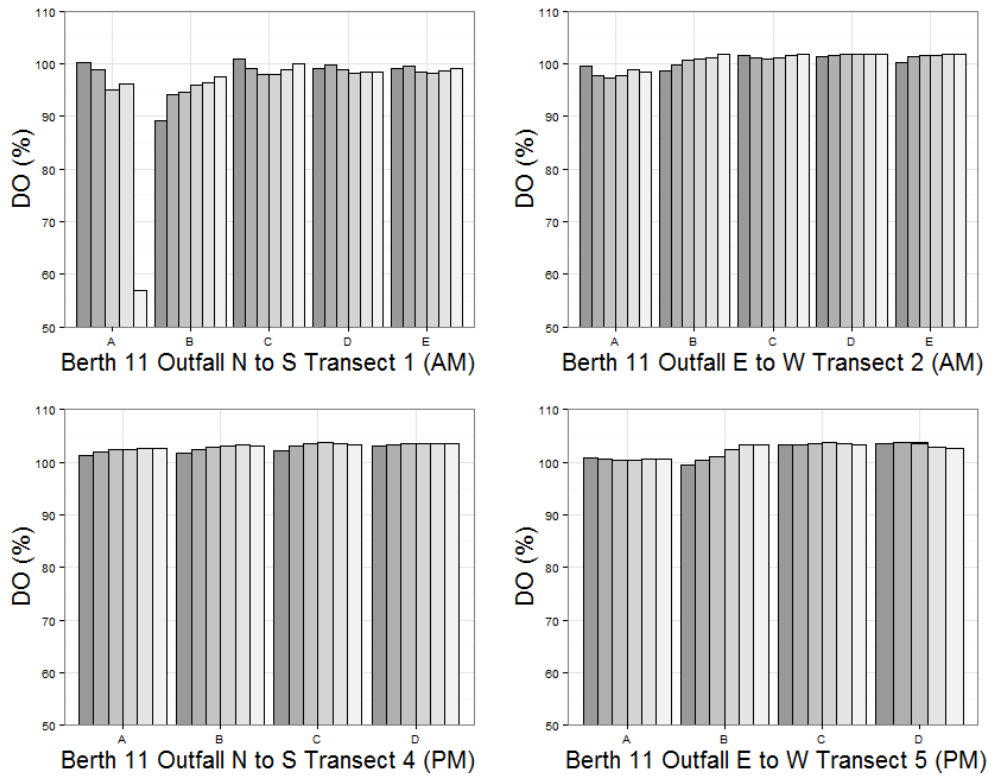 110
100
90
80
70
60
50
DO (%)
A B C D E
Berth 11 Outfall N to S Transect 1 (AM)
110
100
90
80
70
60
50
DO (%)
A B C D E
Berth 11 Outfall E to W Transect 2 (AM)
110
100
90
80
70
60
50
DO (%)
A B C D
Berth 11 Outfall N to S Transect 4 (PM)
110
100
90
80
70
60
50
DO (%)
A B C D
Berth 11 Outfall E to W Transect 5 (PM)